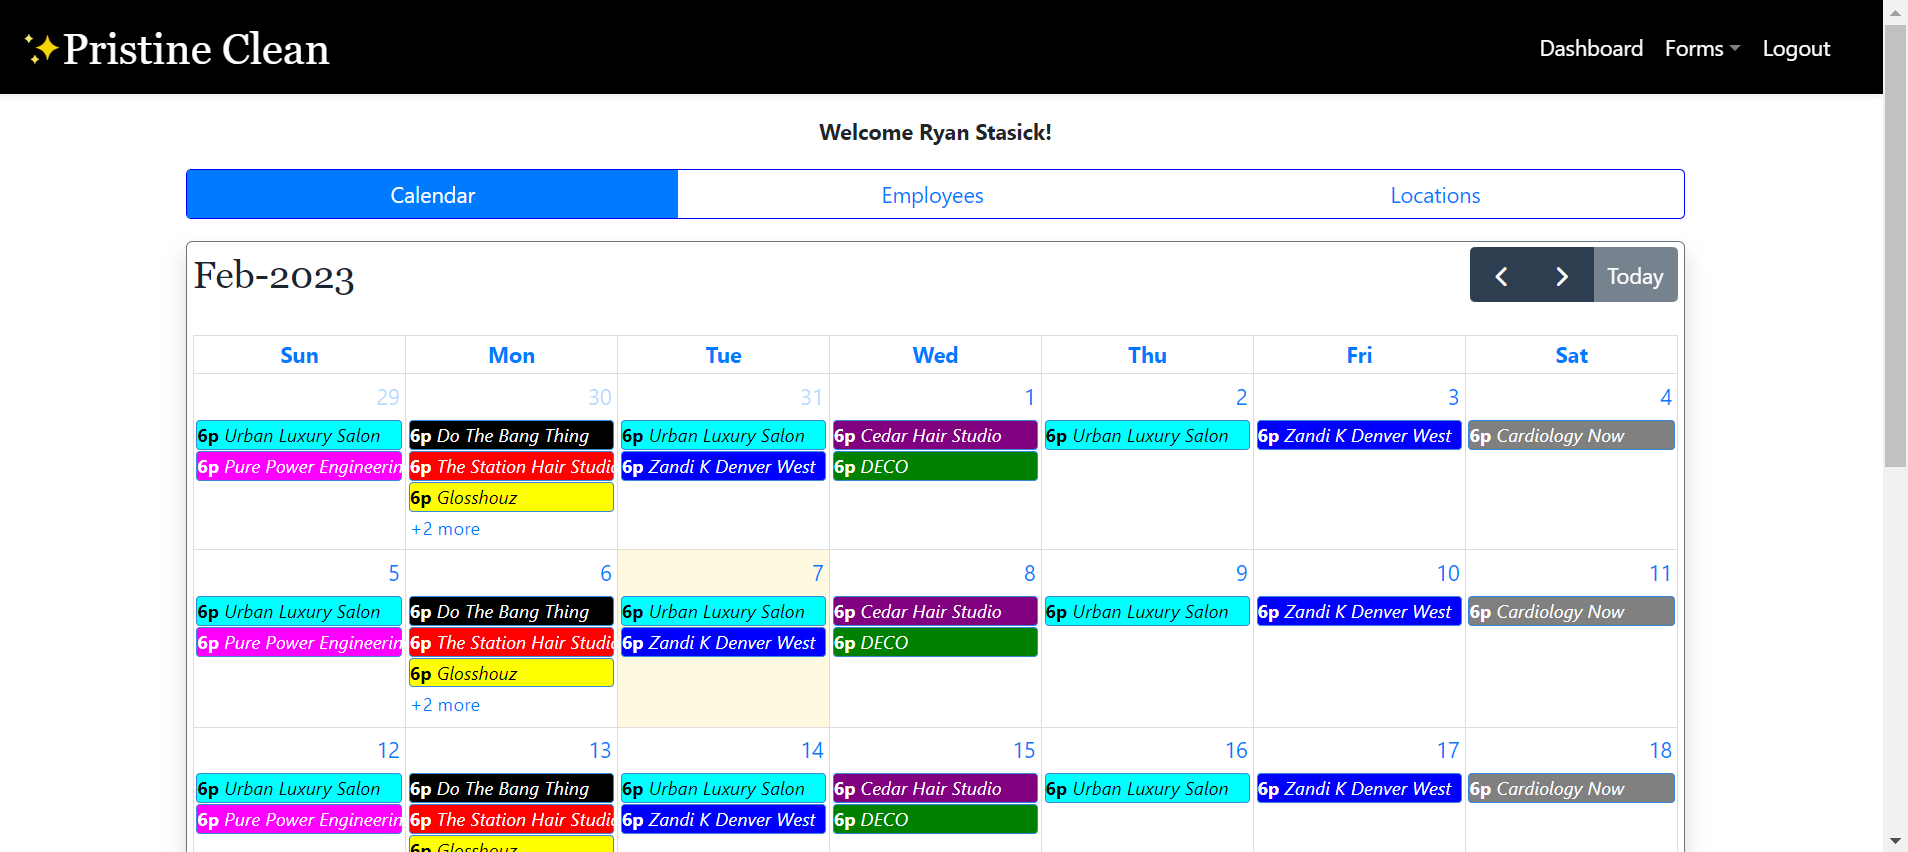 ✨Pristine Clean
Dashboard Forms Logout
Welcome Ryan Stasick!
Calendar Employees Locations
Feb-2023
Today
Sun Mon Tue Wed Thu Fri Sat
29 30 31 1 2 3 4
6p Urban Luxury Salon 6p Do The Bang Thing 6p Urban Luxury Salon 6p Cedar Hair Studio 6p Urban Luxury Salon 6p Zandi K Denver West 6p Cardiology Now
6p Pure Power Engineerin 6p The Station Hair Studio 6p Zandi K Denver West 6p DECO
6p Glosshouz
+2 more
5 6 7 8 9 10 11
6p Urban Luxury Salon 6p Do The Bang Thing 6p Urban Luxury Salon 6p Cedar Hair Studio 6p Urban Luxury Salon 6p Zandi K Denver West 6p Cardiology Now
6p Pure Power Engineerin 6p The Station Hair Studio 6p Zandi K Denver West 6p DECO
6p Glosshouz
+2 more
12 13 14 15 16 17 18
6p Urban Luxury Salon 6p Do The Bang Thing 6p Urban Luxury Salon 6p Cedar Hair Studio 6p Urban Luxury Salon 6p Zandi K Denver West 6p Cardiology Now
6p Pure Power Engineerin 6p The Station Hair Studio 6p Zandi K Denver West 6p DECO
6p Glosshouz